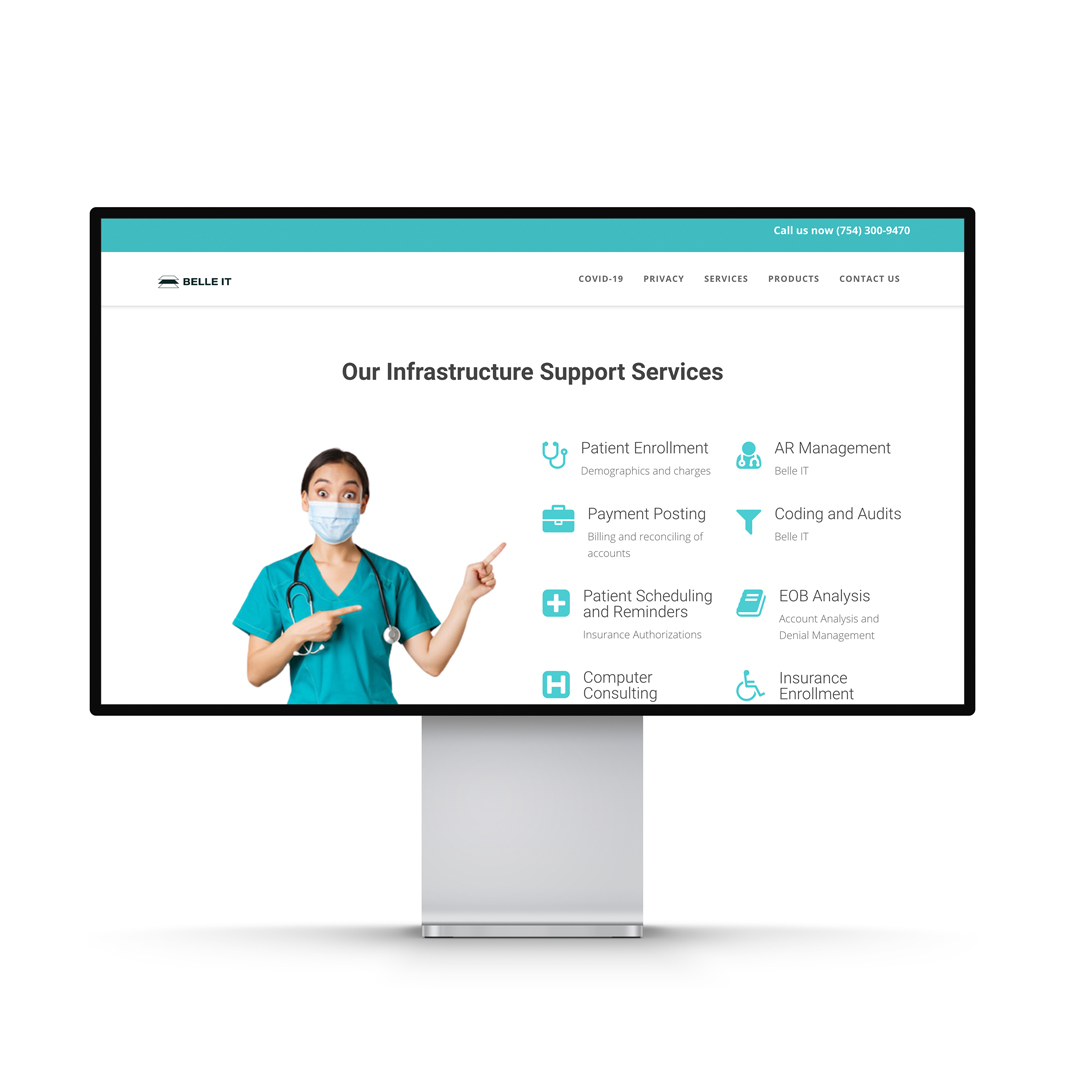 Call us now (754) 300-9470
BELLE IT
COVID-19 PRIVACY SERVICES PRODUCTS CONTACT US
Our Infrastructure Support Services
Patient Enrollment
Demographics and charges
AR Management
Belle IT
Payment Posting
Billing and reconciling of
accounts
Coding and Audits
Belle IT
Patient Scheduling
and Reminders
Insurance Authorizations
EOB Analysis
Account Analysis and
Denial Management
Computer
Consulting
Insurance
Enrollment